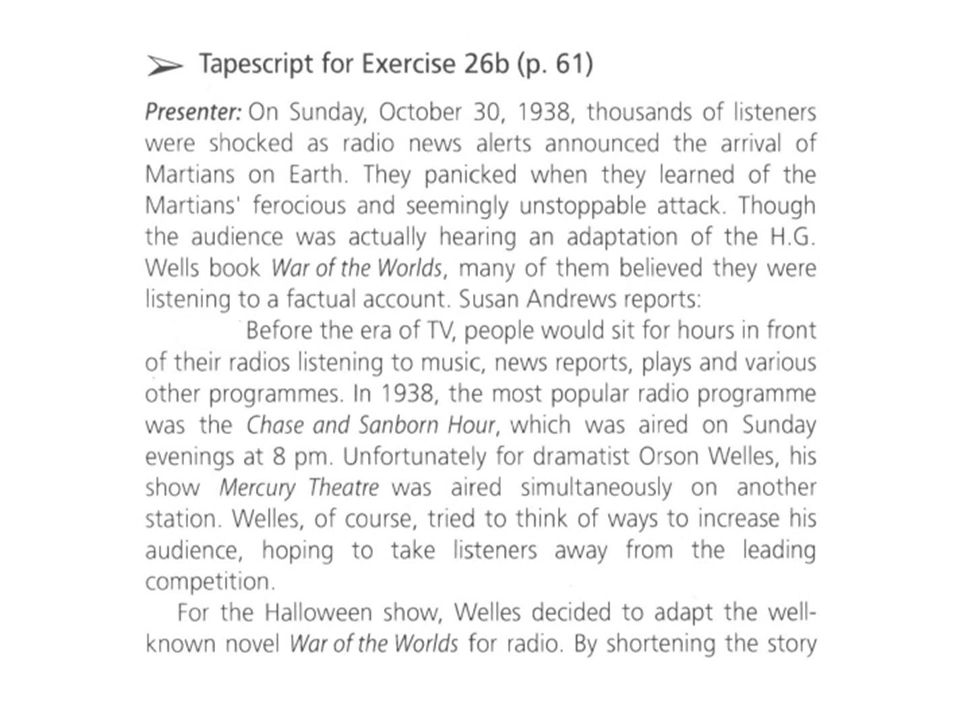 ➢ Tapescript for Exercise 26b (p. 61)
Presenter: On Sunday, October 30, 1938, thousands of listeners
were shocked as radio news alerts announced the arrival of
Martians on Earth. They panicked when they learned of the
Martians' ferocious and seemingly unstoppable attack. Though
the audience was actually hearing an adaptation of the H.G.
Wells book War of the Worlds, many of them believed they were
listening to a factual account. Susan Andrews reports:
Before the era of TV, people would sit for hours in front
of their radios listening to music, news reports, plays and various
other programmes. In 1938, the most popular radio programme
was the Chase and Sanborn Hour, which was aired on Sunday
evenings at 8 pm. Unfortunately for dramatist Orson Welles, his
show Mercury Theatre was aired simultaneously on another
station. Welles, of course, tried to think of ways to increase his
audience, hoping to take listeners away from the leading
competition.
For the Halloween show, Welles decided to adapt the well-
known novel War of the Worlds for radio. By shortening the story